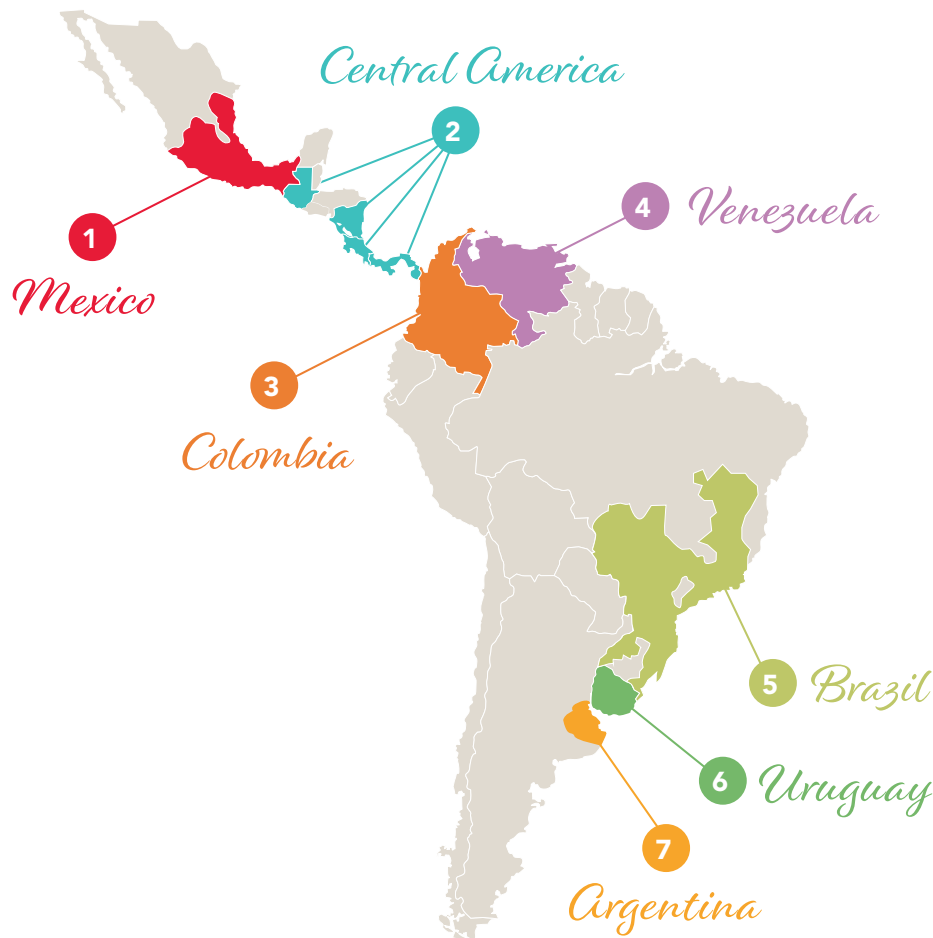 Central America
2
4 Venezuela
1
Mexico
3
Colombia
5 Brazil
6 Uruguay
7
Argentina